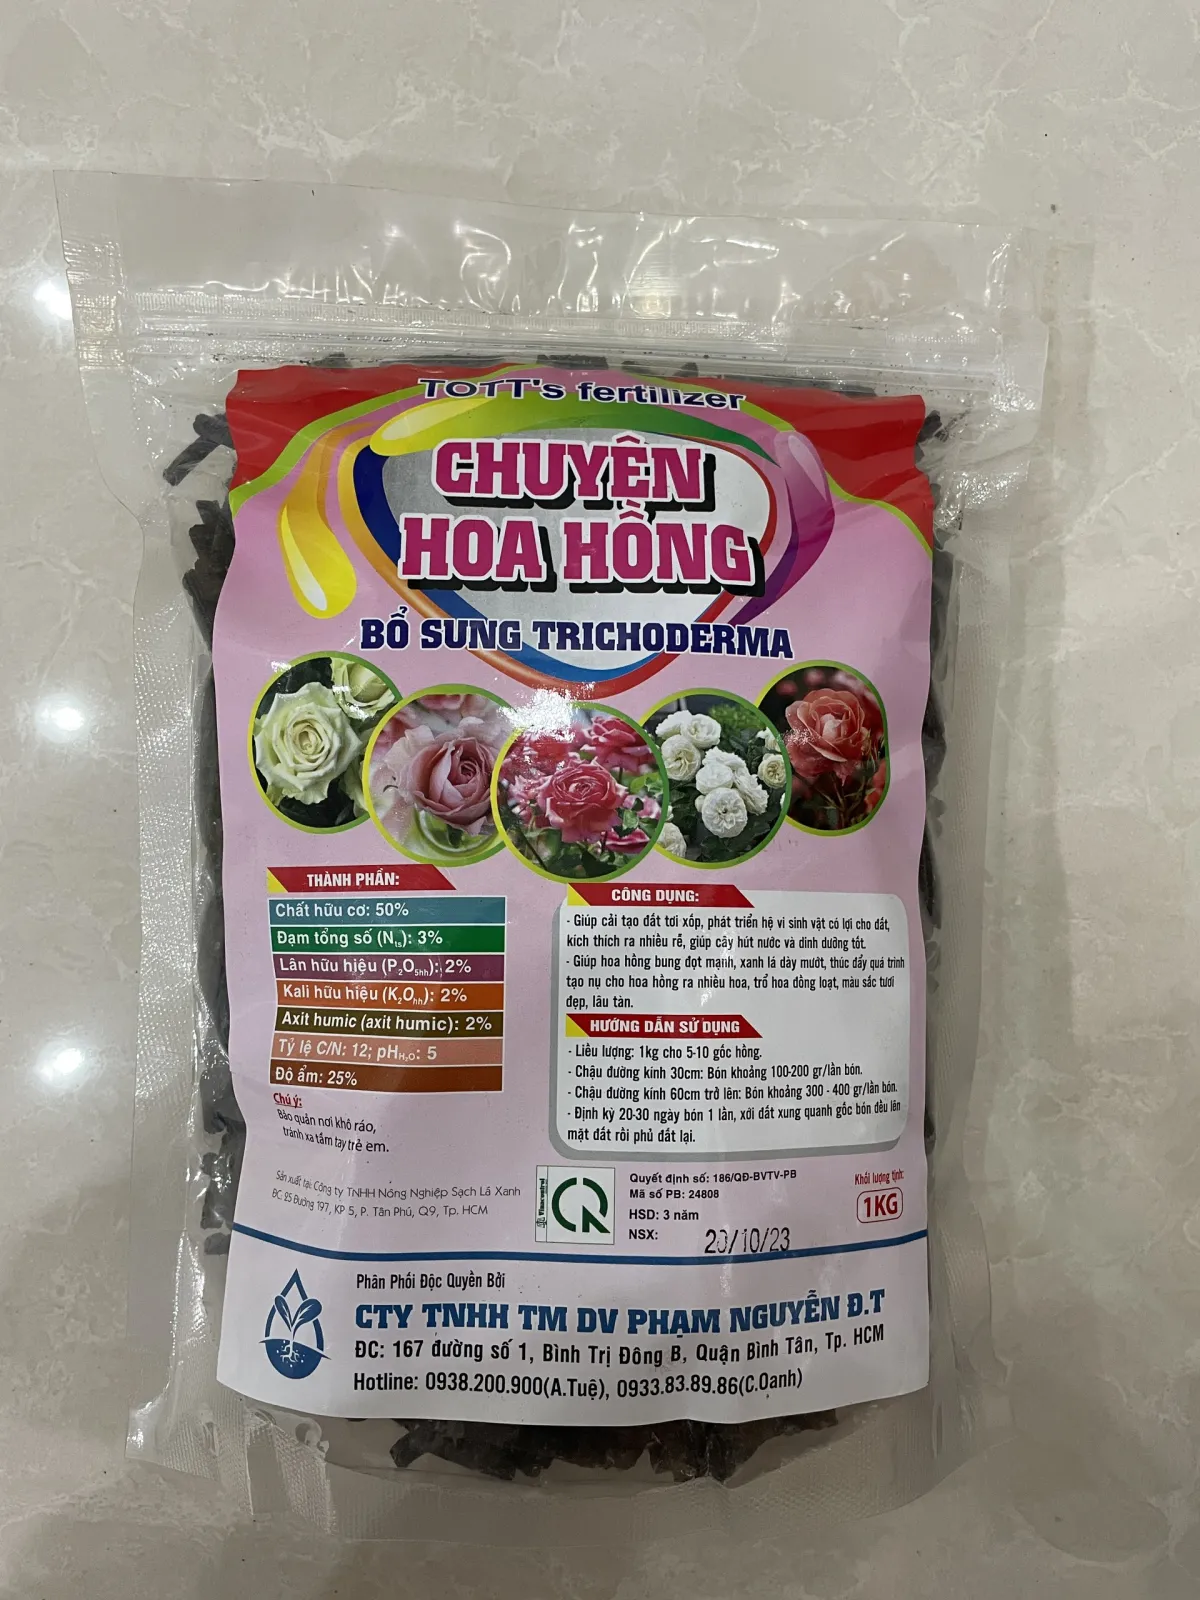 TOTT's fertilizer
CHUYÊN
HOA HỒNG
BỔ SUNG TRICHODERMA
THÀNH PHẦN:
Chất hữu cơ: 50%
Đạm tổng số (Nts): 3%
Lân hữu hiệu (P2O5hh): 2%
Kali hữu hiệu (K2Ohh): 2%
Axit humic (axit humic): 2%
Tỷ lệ C/N: 12; pHH2O: 5
Độ ẩm: 25%
Chú ý:
Bảo quản nơi khô ráo,
tránh xa tầm tay trẻ em.
CÔNG DỤNG:
- Giúp cải tạo đất tơi xốp, phát triển hệ vi sinh vật có lợi cho đất,
kích thích ra nhiều rễ, giúp cây hút nước và dinh dưỡng tốt.
- Giúp hoa hồng bung đọt mạnh, xanh lá dày mướt, thúc đẩy quá trình
tạo nụ cho hoa hồng ra nhiều hoa, trổ hoa đồng loạt, màu sắc tươi
đẹp, lâu tàn.
HƯỚNG DẪN SỬ DỤNG
- Liều lượng: 1kg cho 5-10 gốc hồng.
- Chậu đường kính 30cm: Bón khoảng 100-200 gr/lần bón.
- Chậu đường kính 60cm trở lên: Bón khoảng 300 - 400 gr/lần bón.
- Định kỳ 20-30 ngày bón 1 lần, xới đất xung quanh gốc bón đều lên
mặt đất rồi phủ đất lại.
Sản xuất tại: Công ty TNHH Nông Nghiệp Sạch Lá Xanh
ĐC: 25 Đường 197, KP 5, P. Tân Phú, Q9, Tp. HCM
Vinacontrol
CR
Quyết định số: 186/QĐ-BVTV-PB
Mã số PB: 24808
HSD: 3 năm
NSX: 20/10/23
Khối lượng tịnh:
1KG
Phân Phối Độc Quyền Bởi
CTY TNHH TM DV PHẠM NGUYỄN Đ.T
ĐC: 167 đường số 1, Bình Trị Đông B, Quận Bình Tân, Tp. HCM
Hotline: 0938.200.900(A.Tuệ), 0933.83.89.86(C.Oanh)